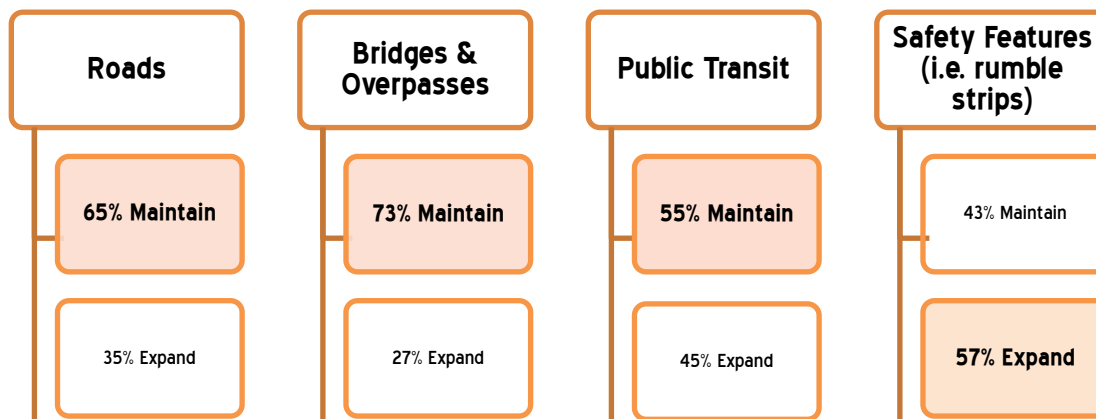 Roads
65% Maintain
35% Expand
Bridges &
Overpasses
73% Maintain
27% Expand
Public Transit
55% Maintain
45% Expand
Safety Features
(i.e. rumble
strips)
43% Maintain
57% Expand